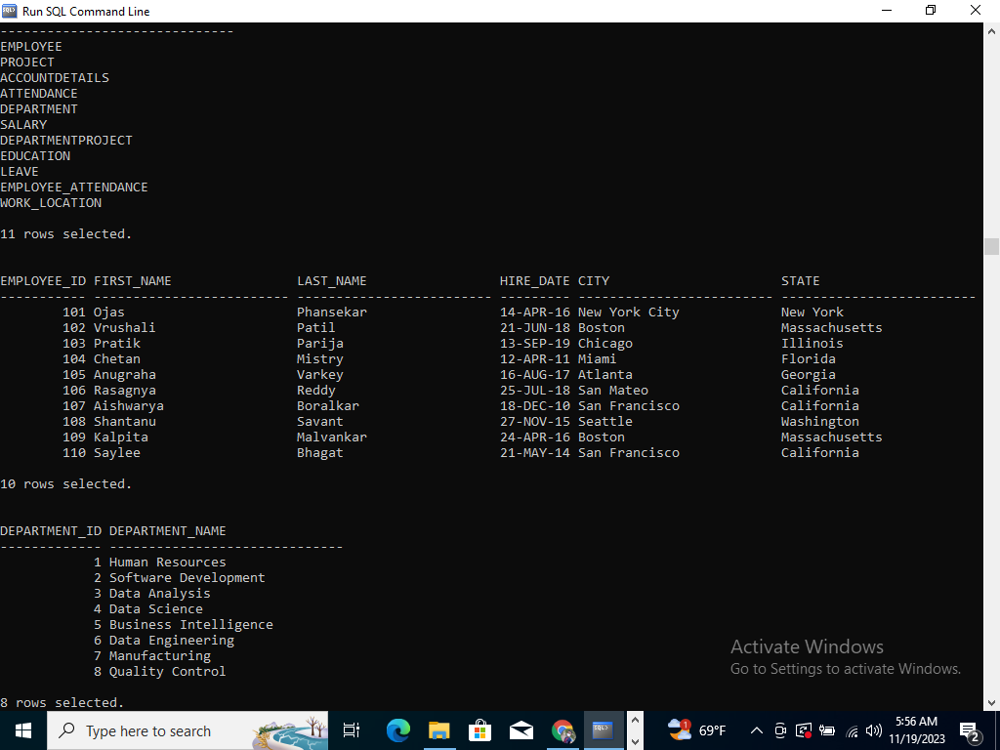 Run SQL Command Line
------------------------------
EMPLOYEE
PROJECT
ACCOUNTDETAILS
ATTENDANCE
DEPARTMENT
SALARY
DEPARTMENTPROJECT
EDUCATION
LEAVE
EMPLOYEE_ATTENDANCE
WORK_LOCATION
11 rows selected.
EMPLOYEE_ID FIRST_NAME                LAST_NAME                 HIRE_DATE CITY                      STATE
----------- ------------------------- ------------------------- --------- ------------------------- -------------------------
        101 Ojas                      Phansekar                 14-APR-16 New York City             New York
        102 Vrushali                  Patil                     21-JUN-18 Boston                    Massachusetts
        103 Pratik                    Parija                    13-SEP-19 Chicago                   Illinois
        104 Chetan                    Mistry                    12-APR-11 Miami                     Florida
        105 Anugraha                  Varkey                    16-AUG-17 Atlanta                   Georgia
        106 Rasagnya                  Reddy                     25-JUL-18 San Mateo                 California
        107 Aishwarya                 Boralkar                  18-DEC-10 San Francisco             California
        108 Shantanu                  Savant                    27-NOV-15 Seattle                   Washington
        109 Kalpita                   Malvankar                 24-APR-16 Boston                    Massachusetts
        110 Saylee                    Bhagat                    21-MAY-14 San Francisco             California
10 rows selected.
DEPARTMENT_ID DEPARTMENT_NAME
------------- ------------------------------
            1 Human Resources
            2 Software Development
            3 Data Analysis
            4 Data Science
            5 Business Intelligence
            6 Data Engineering
            7 Manufacturing
            8 Quality Control
8 rows selected.
Activate Windows
Go to Settings to activate Windows.
Type here to search
SQL>
1
69°F
5:56 AM
11/19/2023
2